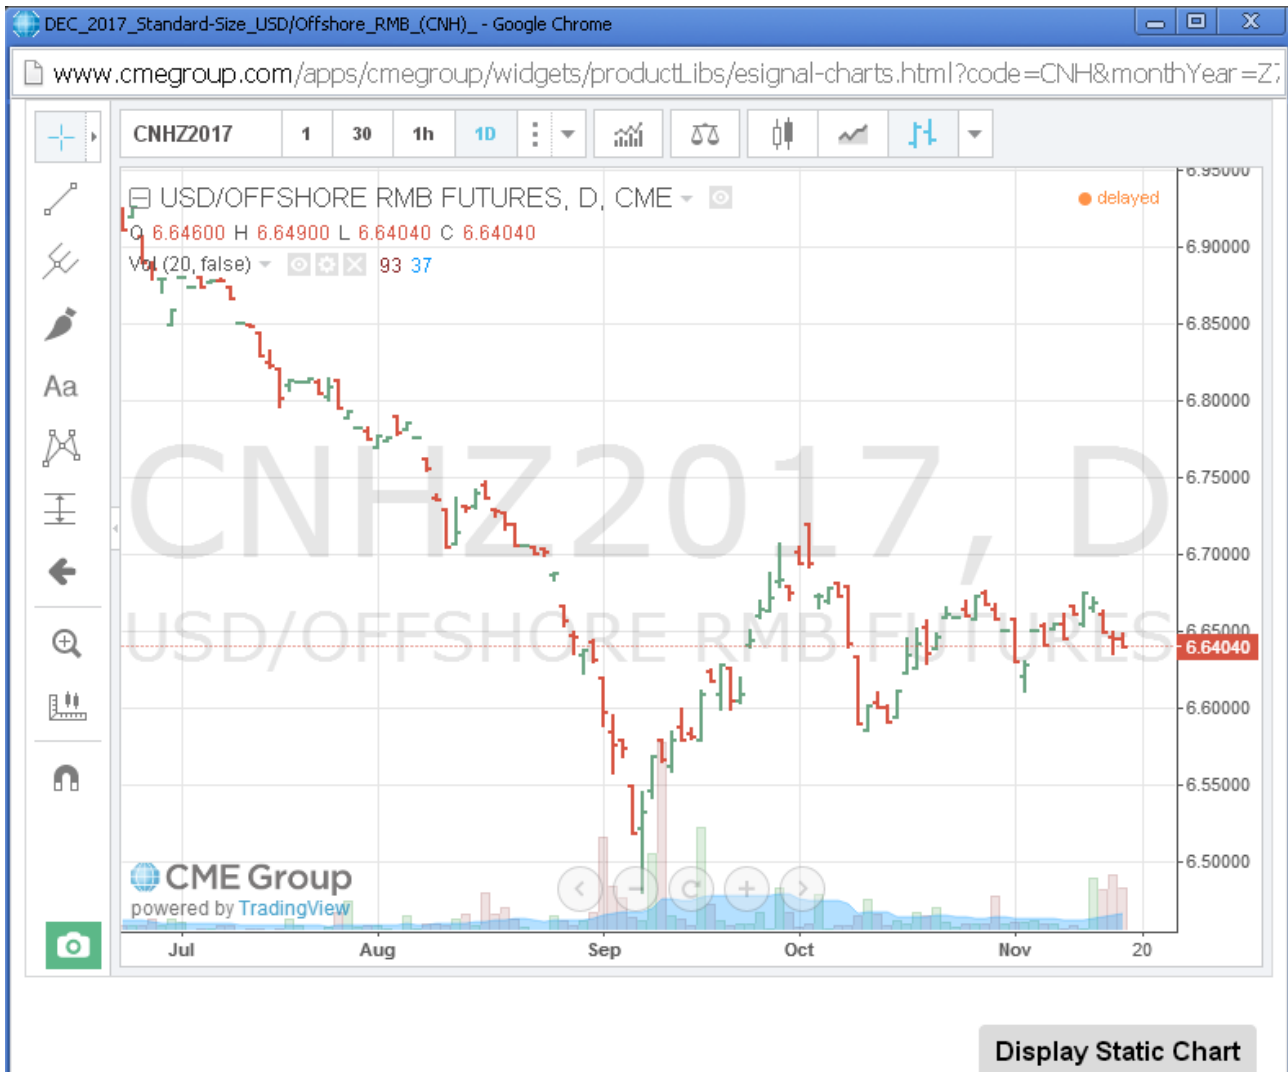 DEC_2017_Standard-Size_USD/Offshore_RMB_(CNH)_ - Google Chrome
www.cmegroup.com/apps/cmegroup/widgets/productLibs/esignal-charts.html?code=CNH&monthYear=Z7
CNHZ2017 1 30 1h 1D
USD/OFFSHORE RMB FUTURES, D, CME
delayed
O 6.64600 H 6.64900 L 6.64040 C 6.64040
Vol (20, false) 93 37
Aa
CNHZ2017, D
USD/OFFSHORE RMB FUTURES
6.95000
6.90000
6.85000
6.80000
6.75000
6.70000
6.65000
6.64040
6.60000
6.55000
6.50000
CME Group
powered by TradingView
Jul Aug Sep Oct Nov 20
Display Static Chart